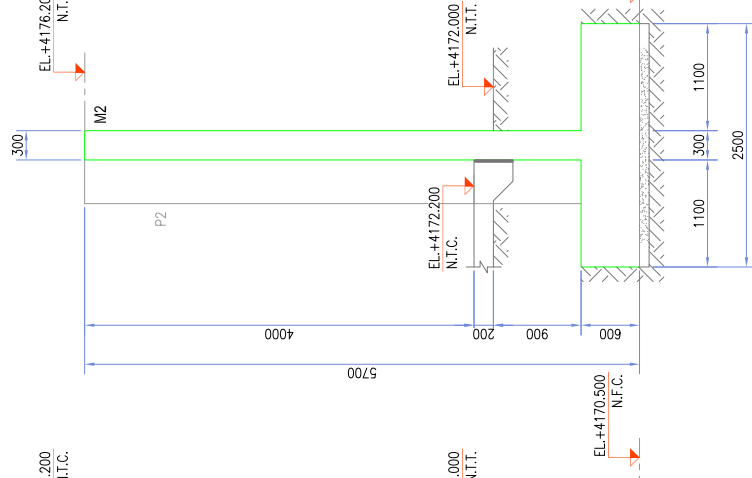 EL.+4176.20
N.T.
EL.+4172.000
N.T.T.
M2
300
P2
EL.+4172.200
N.T.C.
1100
300
1100
2500
4000
200
900
600
5700
EL.+4170.500
N.F.C.
.200
.T.C.
.000
N.T.T.